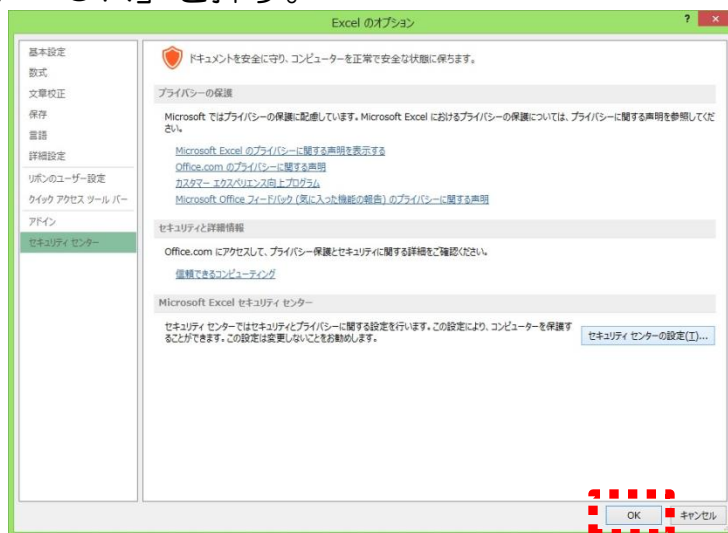 OK」を押す。
Excel のオプション
? ×
基本設定
数式
文章校正
保存
言語
詳細設定
リボンのユーザー設定
クイック アクセス ツール バー
アドイン
セキュリティ センター
ドキュメントを安全に守り、コンピューターを正常で安全な状態に保ちます。
プライバシーの保護
Microsoft ではプライバシーの保護に配慮しています。Microsoft Excel におけるプライバシーの保護については、プライバシーに関する声明を参照してくだ
さい。
Microsoft Excel のプライバシーに関する声明を表示する
Office.com のプライバシーに関する声明
カスタマー エクスペリエンス向上プログラム
Microsoft Office フィードバック (気に入った機能の報告) のプライバシーに関する声明
セキュリティと詳細情報
Office.com にアクセスして、プライバシー保護とセキュリティに関する詳細をご確認ください。
信頼できるコンピューティング
Microsoft Excel セキュリティ センター
セキュリティ センターではセキュリティとプライバシーに関する設定を行います。この設定により、コンピューターを保護す
ることができます。この設定は変更しないことをお勧めします。
セキュリティ センターの設定(T)...
OK
キャンセル